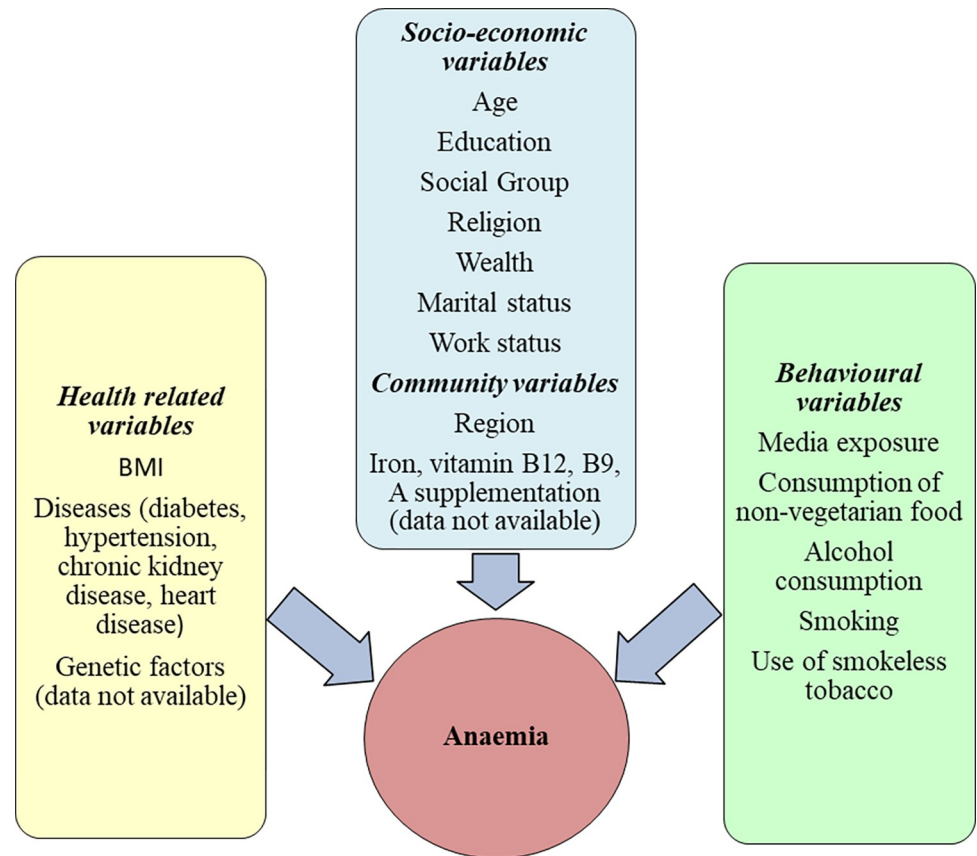 Socio-economic
variables
Age
Education
Social Group
Religion
Wealth
Marital status
Work status
Community variables
Region
Iron, vitamin B12, B9,
A supplementation
(data not available)
Health related
variables
BMI
Diseases (diabetes,
hypertension,
chronic kidney
disease, heart
disease)
Genetic factors
(data not available)
Behavioural
variables
Media exposure
Consumption of
non-vegetarian food
Alcohol
consumption
Smoking
Use of smokeless
tobacco
Anaemia